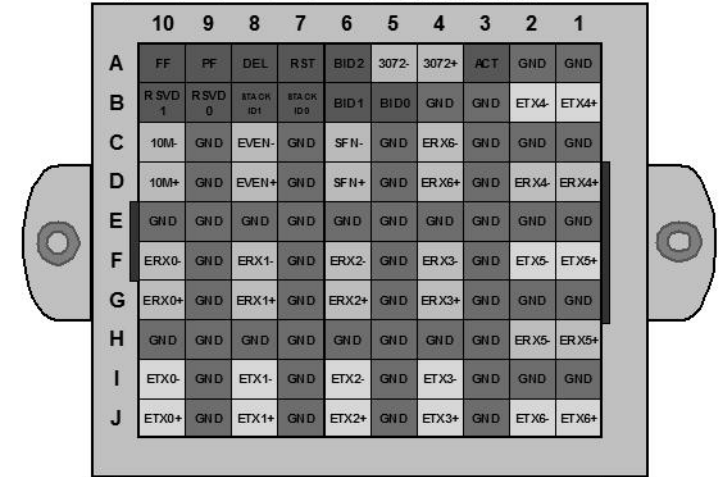 10 9 8 7 6 5 4 3 2 1
A FF PF DEL RST BID2 3072- 3072+ ACT GND GND
B RSVD 1 RSVD 0 STACK ID1 STACK ID0 BID1 BID0 GND GND ETX4- ETX4+
C 10M- GND EVEN- GND SFN- GND ERX6- GND GND GND
D 10M+ GND EVEN+ GND SFN+ GND ERX6+ GND ERX4- ERX4+
E GND GND GND GND GND GND GND GND GND GND
F ERX0- GND ERX1- GND ERX2- GND ERX3- GND ETX5- ETX5+
G ERX0+ GND ERX1+ GND ERX2+ GND ERX3+ GND GND GND
H GND GND GND GND GND GND GND GND ERX5- ERX5+
I ETX0- GND ETX1- GND ETX2- GND ETX3- GND GND GND
J ETX0+ GND ETX1+ GND ETX2+ GND ETX3+ GND ETX6- ETX6+